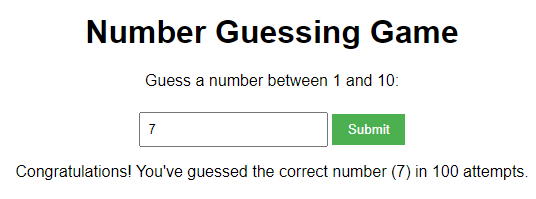 Number Guessing Game
Guess a number between 1 and 10:
7 Submit
Congratulations! You've guessed the correct number (7) in 100 attempts.